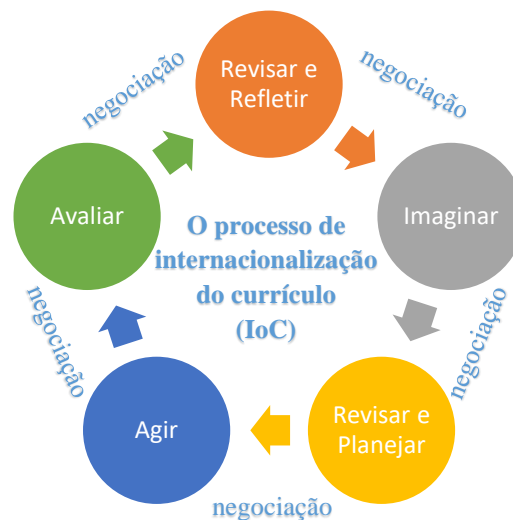 negociação
Revisar e
Refletir
negociação
Avaliar
O processo de
internacionalização
do currículo
(IoC)
Imaginar
negociação
negociação
Agir
Revisar e
Planejar
negociação